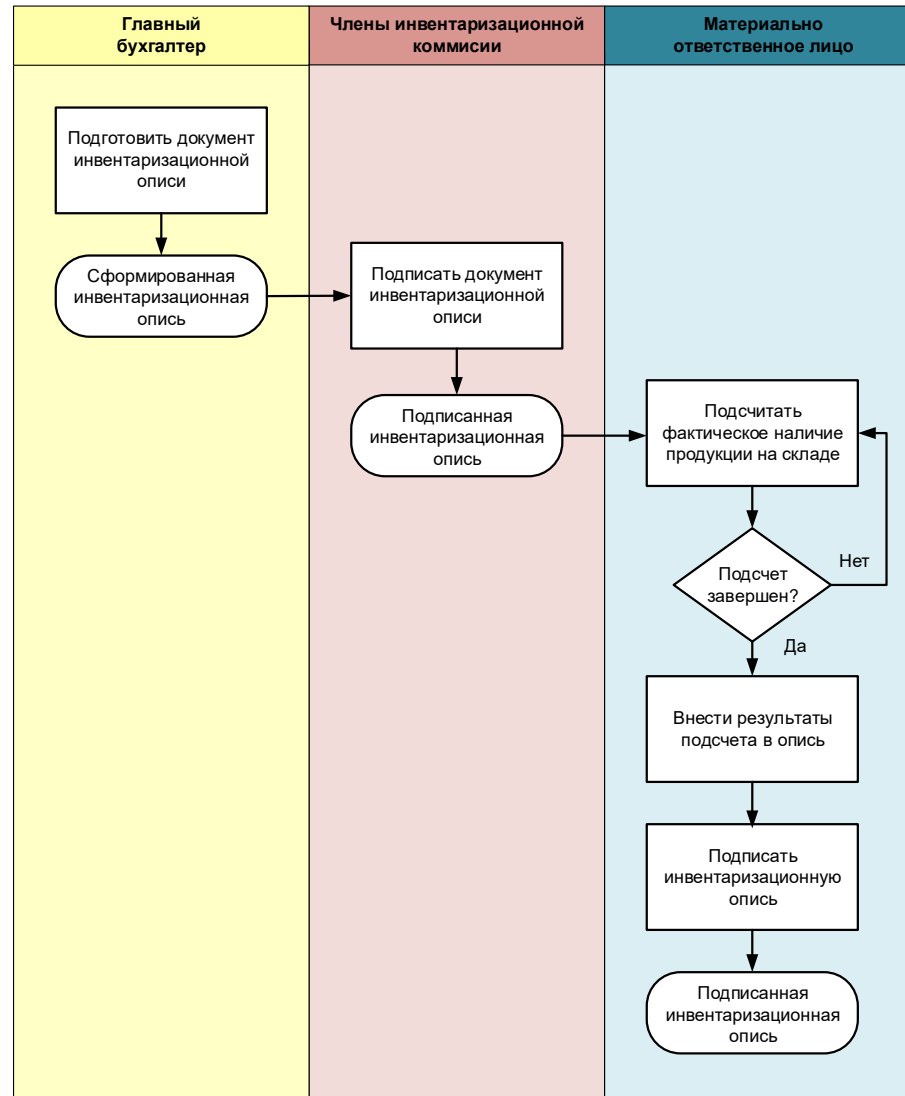 Главный
бухгалтер
Члены инвентаризационной
коммисии
Материально
ответственное лицо
Подготовить документ
инвентаризационной
описи
Сформированная
инвентаризационная
опись
Подписать документ
инвентаризационной
описи
Подписанная
инвентаризационная
опись
Подсчитать
фактическое наличие
продукции на складе
Подсчет
завершен?
Нет
Да
Внести результаты
подсчета в опись
Подписать
инвентаризационную
опись
Подписанная
инвентаризационная
опись